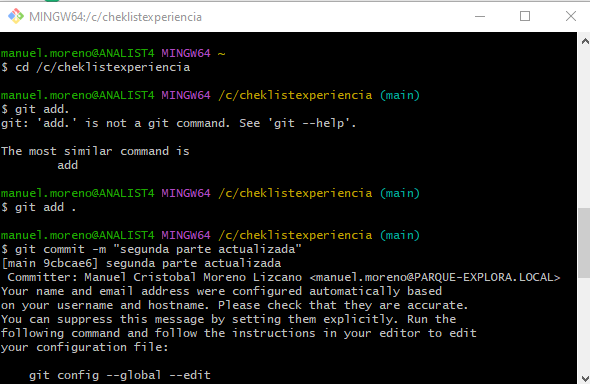 MINGW64:/c/cheklistexperiencia
manuel.moreno@ANALIST4 MINGW64 ~
$ cd /c/cheklistexperiencia
manuel.moreno@ANALIST4 MINGW64 /c/cheklistexperiencia (main)
$ git add.
git: 'add.' is not a git command. See 'git --help'.
The most similar command is
        add
manuel.moreno@ANALIST4 MINGW64 /c/cheklistexperiencia (main)
$ git add .
manuel.moreno@ANALIST4 MINGW64 /c/cheklistexperiencia (main)
$ git commit -m "segunda parte actualizada"
[main 9cbcae6] segunda parte actualizada
 Committer: Manuel Cristobal Moreno Lizcano <manuel.moreno@PARQUE-EXPLORA.LOCAL>
Your name and email address were configured automatically based
on your username and hostname. Please check that they are accurate.
You can suppress this message by setting them explicitly. Run the
following command and follow the instructions in your editor to edit
your configuration file:
    git config --global --edit